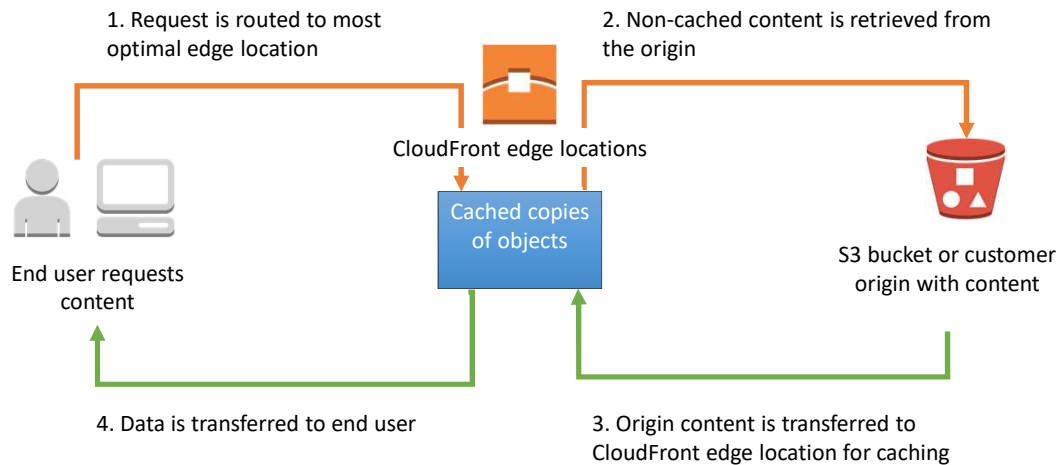 1. Request is routed to most
optimal edge location
2. Non-cached content is retrieved from
the origin
CloudFront edge locations
Cached copies
of objects
End user requests
content
S3 bucket or customer
origin with content
4. Data is transferred to end user
3. Origin content is transferred to
CloudFront edge location for caching